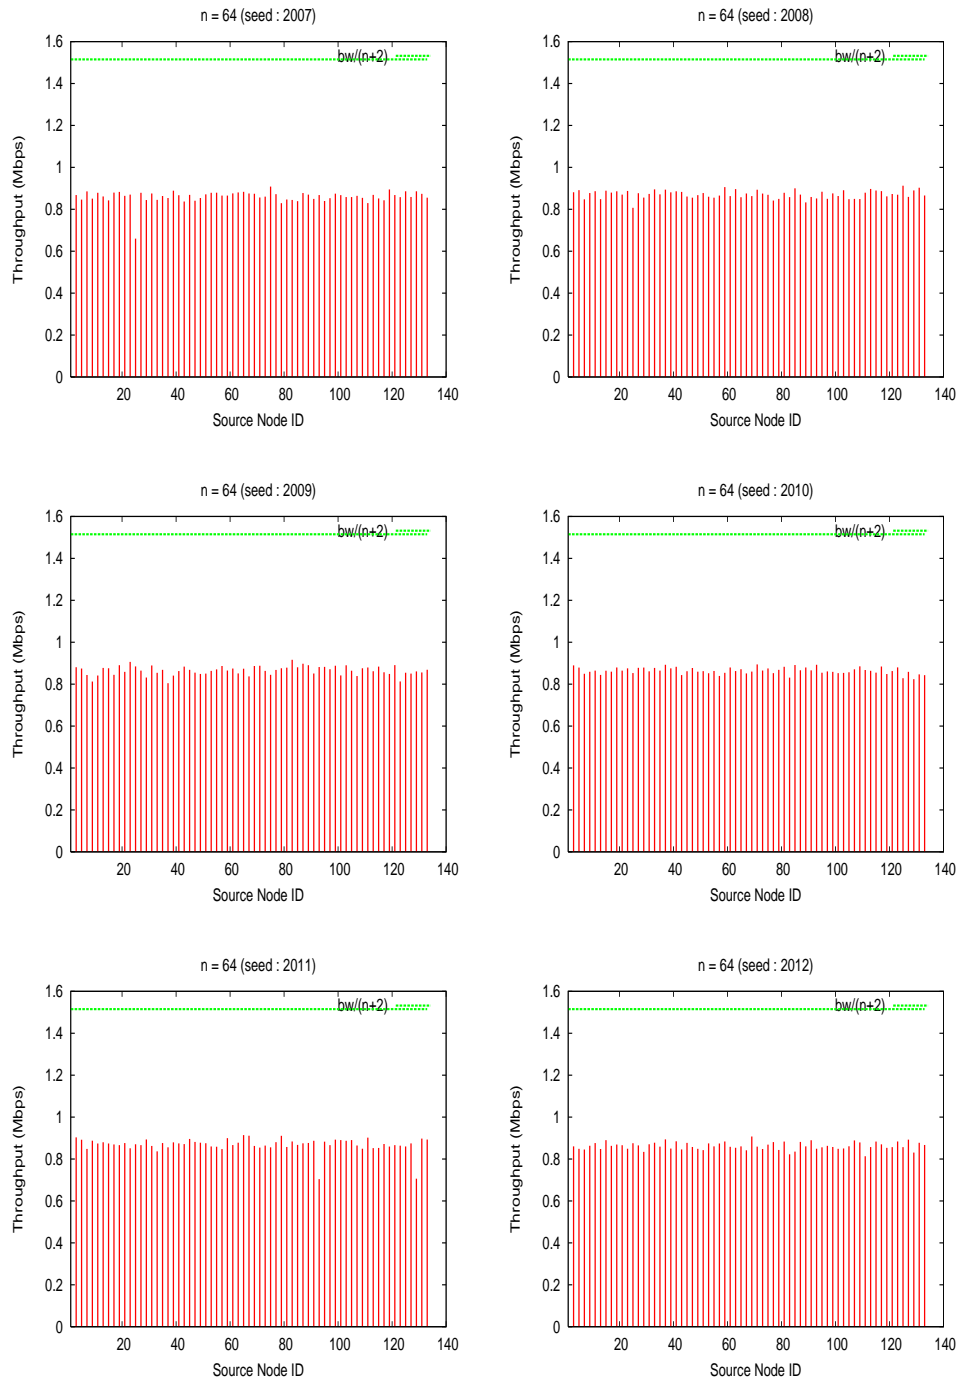 n = 64 (seed : 2007)
bw/(n+2)
1.6
1.4
1.2
1
0.8
0.6
0.4
0.2
0
Throughput (Mbps)
20 40 60 80 100 120 140
Source Node ID
n = 64 (seed : 2008)
bw/(n+2)
1.6
1.4
1.2
1
0.8
0.6
0.4
0.2
0
Throughput (Mbps)
20 40 60 80 100 120 140
Source Node ID
n = 64 (seed : 2009)
bw/(n+2)
1.6
1.4
1.2
1
0.8
0.6
0.4
0.2
0
Throughput (Mbps)
20 40 60 80 100 120 140
Source Node ID
n = 64 (seed : 2010)
bw/(n+2)
1.6
1.4
1.2
1
0.8
0.6
0.4
0.2
0
Throughput (Mbps)
20 40 60 80 100 120 140
Source Node ID
n = 64 (seed : 2011)
bw/(n+2)
1.6
1.4
1.2
1
0.8
0.6
0.4
0.2
0
Throughput (Mbps)
20 40 60 80 100 120 140
Source Node ID
n = 64 (seed : 2012)
bw/(n+2)
1.6
1.4
1.2
1
0.8
0.6
0.4
0.2
0
Throughput (Mbps)
20 40 60 80 100 120 140
Source Node ID